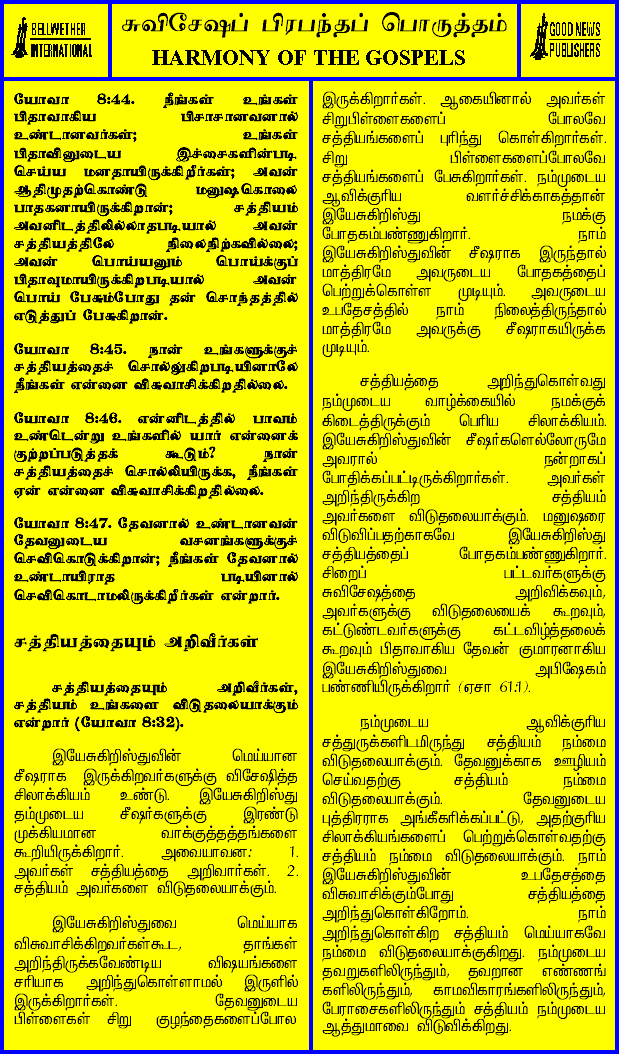 BELLWETHER
INTERNATIONAL
சுவிசேஷப் பிரபந்தப் பொருத்தம்
HARMONY OF THE GOSPELS
GOOD NEWS
PUBLISHERS
யோவா 8:44. நீங்கள் உங்கள்
பிதாவாகிய பிசாசானவனால்
உண்டானவர்கள்; உங்கள்
பிதாவினுடைய இச்சைகளின்படி
செய்ய மனதாயிருக்கிறீர்கள்; அவன்
ஆதிமுதற்கொண்டு மனுஷகொலை
பாதகனாயிருக்கிறான்; சத்தியம்
அவனிடத்திலில்லாதபடியால் அவன்
சத்தியத்திலே நிலைநிற்கவில்லை;
அவன் பொய்யனும் பொய்க்குப்
பிதாவுமாயிருக்கிறபடியால் அவன்
பொய் பேசும்போது தன் சொந்தத்தில்
எடுத்துப் பேசுகிறான்.
யோவா 8:45. நான் உங்களுக்குச்
சத்தியத்தைச் சொல்லுகிறபடியினாலே
நீங்கள் என்னை விசுவாசிக்கிறதில்லை.
யோவா 8:46. என்னிடத்தில் பாவம்
உண்டென்று உங்களில் யார் என்னைக்
குற்றப்படுத்தக் கூடும்? நான்
சத்தியத்தைச் சொல்லியிருக்க, நீங்கள்
ஏன் என்னை விசுவாசிக்கிறதில்லை.
யோவா 8:47. தேவனால் உண்டானவன்
தேவனுடைய வசனங்களுக்குச்
செவிகொடுக்கிறான்; நீங்கள் தேவனால்
உண்டாயிராத படியினால்
செவிகொடாமலிருக்கிறீர்கள் என்றார்.
சத்தியத்தையும் அறிவீர்கள்
சத்தியத்தையும் அறிவீர்கள்,
சத்தியம் உங்களை விடுதலையாக்கும்
என்றார் (யோவா 8:32).
இயேசுகிறிஸ்துவின் மெய்யான
சீஷராக இருக்கிறவர்களுக்கு விசேஷித்த
சிலாக்கியம் உண்டு. இயேசுகிறிஸ்து
தம்முடைய சீஷர்களுக்கு இரண்டு
முக்கியமான வாக்குத்தத்தங்களை
கூறியிருக்கிறார். அவையாவன: 1.
அவர்கள் சத்தியத்தை அறிவார்கள். 2.
சத்தியம் அவர்களை விடுதலையாக்கும்.
இயேசுகிறிஸ்துவை மெய்யாக
விசுவாசிக்கிறவர்கள்கூட, தாங்கள்
அறிந்திருக்கவேண்டிய விஷயங்களை
சரியாக அறிந்துகொள்ளாமல் இருளில்
இருக்கிறார்கள். தேவனுடைய
பிள்ளைகள் சிறு குழந்தைகளைப்போல
இருக்கிறார்கள். ஆகையினால் அவர்கள்
சிறுபிள்ளைகளைப் போலவே
சத்தியங்களைப் புரிந்து கொள்கிறார்கள்.
சிறு பிள்ளைகளைப்போலவே
சத்தியங்களைப் பேசுகிறார்கள். நம்முடைய
ஆவிக்குரிய வளர்ச்சிக்காகத்தான்
இயேசுகிறிஸ்து நமக்கு
போதகம்பண்ணுகிறார். நாம்
இயேசுகிறிஸ்துவின் சீஷராக இருந்தால்
மாத்திரமே அவருடைய போதகத்தைப்
பெற்றுக்கொள்ள முடியும். அவருடைய
உபதேசத்தில் நாம் நிலைத்திருந்தால்
மாத்திரமே அவருக்கு சீஷராகயிருக்க
முடியும்.
சத்தியத்தை அறிந்துகொள்வது
நம்முடைய வாழ்க்கையில் நமக்குக்
கிடைத்திருக்கும் பெரிய சிலாக்கியம்.
இயேசுகிறிஸ்துவின் சீஷர்களெல்லோருமே
அவரால் நன்றாகப்
போதிக்கப்பட்டிருக்கிறார்கள். அவர்கள்
அறிந்திருக்கிற சத்தியம்
அவர்களை விடுதலையாக்கும். மனுஷரை
விடுவிப்பதற்காகவே இயேசுகிறிஸ்து
சத்தியத்தைப் போதகம்பண்ணுகிறார்.
சிறைப் பட்டவர்களுக்கு
சுவிசேஷத்தை அறிவிக்கவும்,
அவர்களுக்கு விடுதலையைக் கூறவும்,
கட்டுண்டவர்களுக்கு கட்டவிழ்த்தலைக்
கூறவும் பிதாவாகிய தேவன் குமாரனாகிய
இயேசுகிறிஸ்துவை அபிஷேகம்
பண்ணியிருக்கிறார் (ஏசா 61:1).
நம்முடைய ஆவிக்குரிய
சத்துருக்களிடமிருந்து சத்தியம் நம்மை
விடுதலையாக்கும். தேவனுக்காக ஊழியம்
செய்வதற்கு சத்தியம் நம்மை
விடுதலையாக்கும். தேவனுடைய
புத்திரராக அங்கீகரிக்கப்பட்டு, அதற்குரிய
சிலாக்கியங்களைப் பெற்றுக்கொள்வதற்கு
சத்தியம் நம்மை விடுதலையாக்கும். நாம்
இயேசுகிறிஸ்துவின் உபதேசத்தை
விசுவாசிக்கும்போது சத்தியத்தை
அறிந்துகொள்கிறோம். நாம்
அறிந்துகொள்கிற சத்தியம் மெய்யாகவே
நம்மை விடுதலையாக்குகிறது. நம்முடைய
தவறுகளிலிருந்தும், தவறான எண்ணங்
களிலிருந்தும், காமவிகாரங்களிலிருந்தும்,
பேராசைகளிலிருந்தும் சத்தியம் நம்முடைய
ஆத்துமாவை விடுவிக்கிறது.